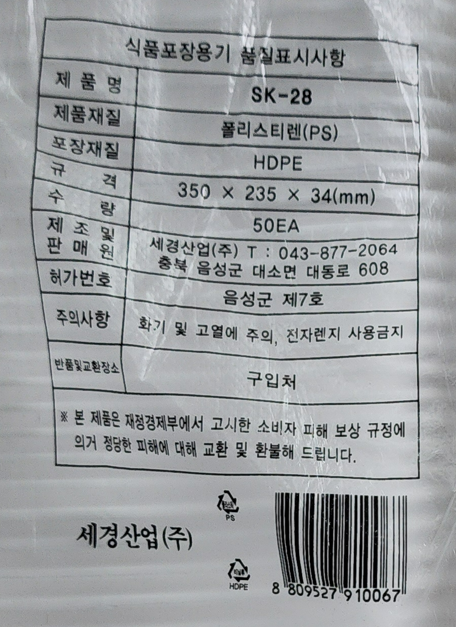 식품포장용기 품질표시사항
제 품 명 SK-28
제품재질 폴리스티렌(PS)
포장재질 HDPE
규 격 350 × 235 × 34(mm)
수 량 50EA
제 조 및 세경산업(주) T : 043-877-2064
판 매 원 충북 음성군 대소면 대동로 608
허가번호 음성군 제7호
주의사항 화기 및 고열에 주의, 전자렌지 사용금지
반품및교환장소 구입처
※ 본 제품은 재정경제부에서 고시한 소비자 피해 보상 규정에
의거 정당한 피해에 대해 교환 및 환불해 드립니다.
세경산업(주)
PS
HDPE
8 809527 910067